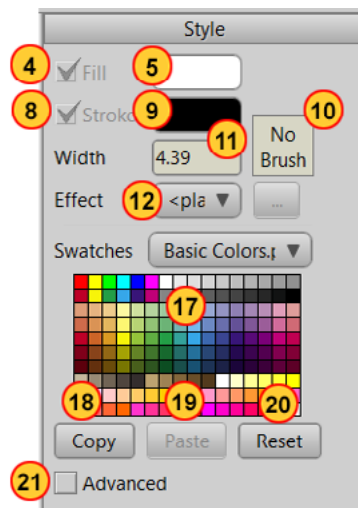 Style
4 Fill 5
8 Stroke 9
10
No
Brush
Width 4.39 11
Effect 12 <pla ...
Swatches Basic Colors.p
17
18 19 20
Copy Paste Reset
21 Advanced